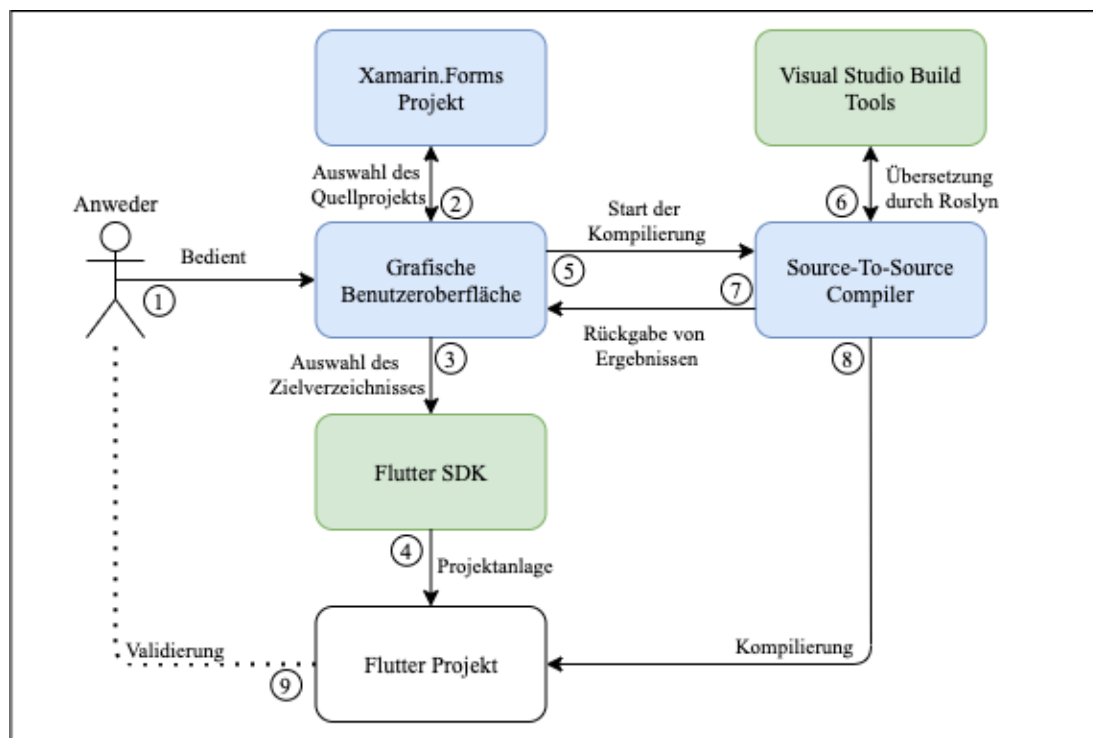 Xamarin.Forms
Projekt
Visual Studio Build
Tools
Auswahl des
Quellprojekts
2
6
Übersetzung
durch Roslyn
Anweder
Bedient
1
Grafische
Benutzeroberfläche
Start der
Kompilierung
5
7
Source-To-Source
Compiler
Rückgabe von
Ergebnissen
Auswahl des
Zielverzeichnisses
3
8
Flutter SDK
4
Projektanlage
Validierung
9
Flutter Projekt
Kompilierung